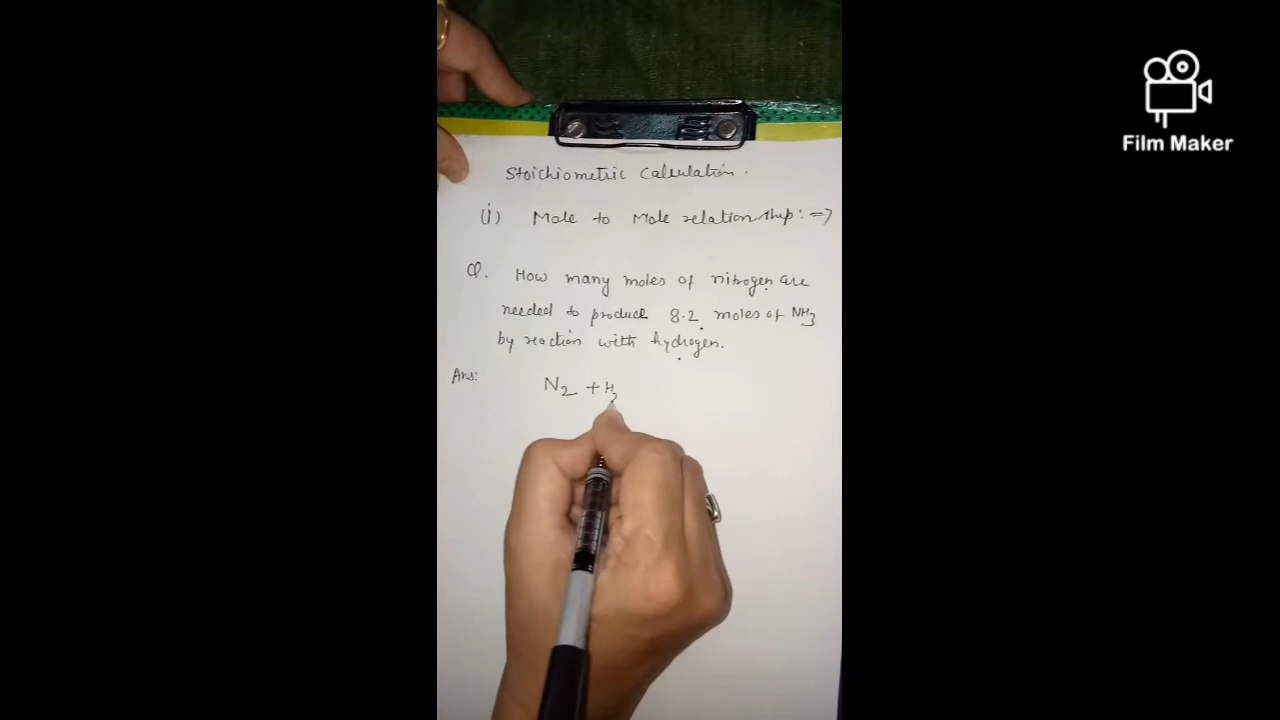 Stoichiometric Calculation.
(i) Mole to Mole relationship: =>
Q. How many moles of nitrogen are
needed to produce 8.2 moles of NH3
by reaction with hydrogen.
Ans: N2 + H2
Film Maker